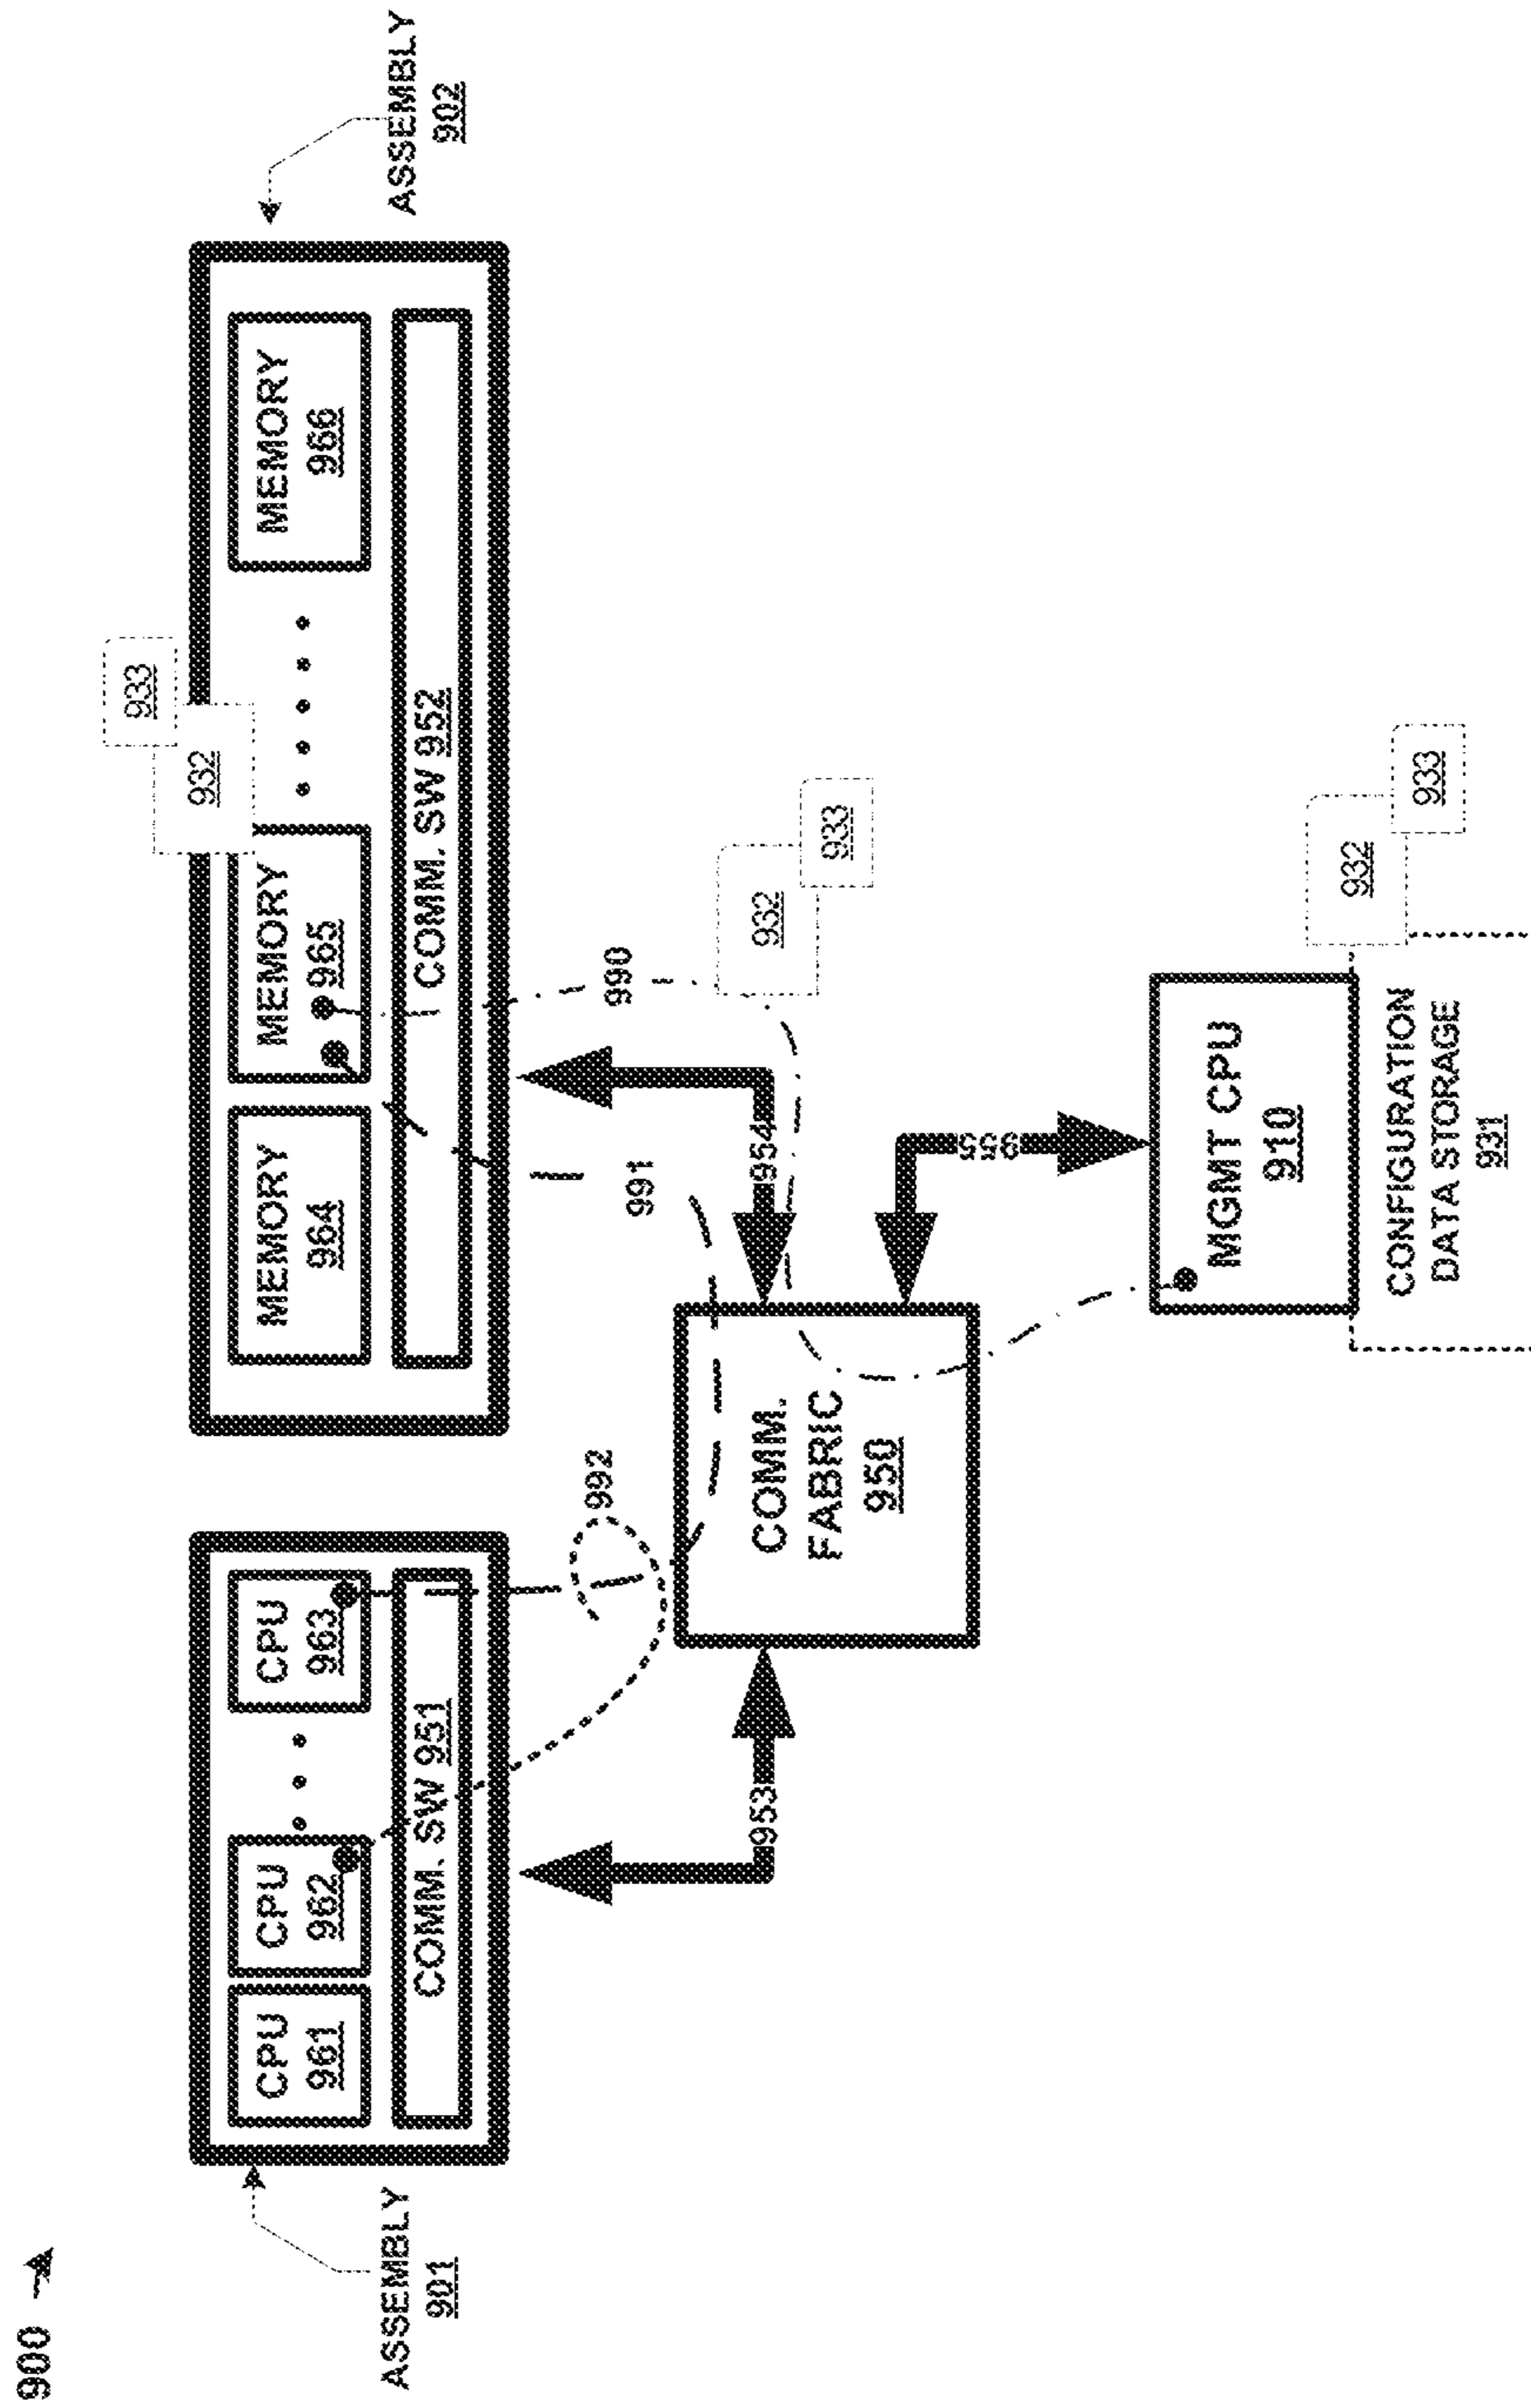 900
ASSEMBLY
901
CPU
961
CPU
962
CPU
963
COMM. SW 951
MEMORY
964
MEMORY
965
MEMORY
966
COMM. SW 952
932
933
ASSEMBLY
902
992
991
990
932
933
953
954
955
COMM.
FABRIC
950
MGMT CPU
910
932
933
CONFIGURATION
DATA STORAGE
931